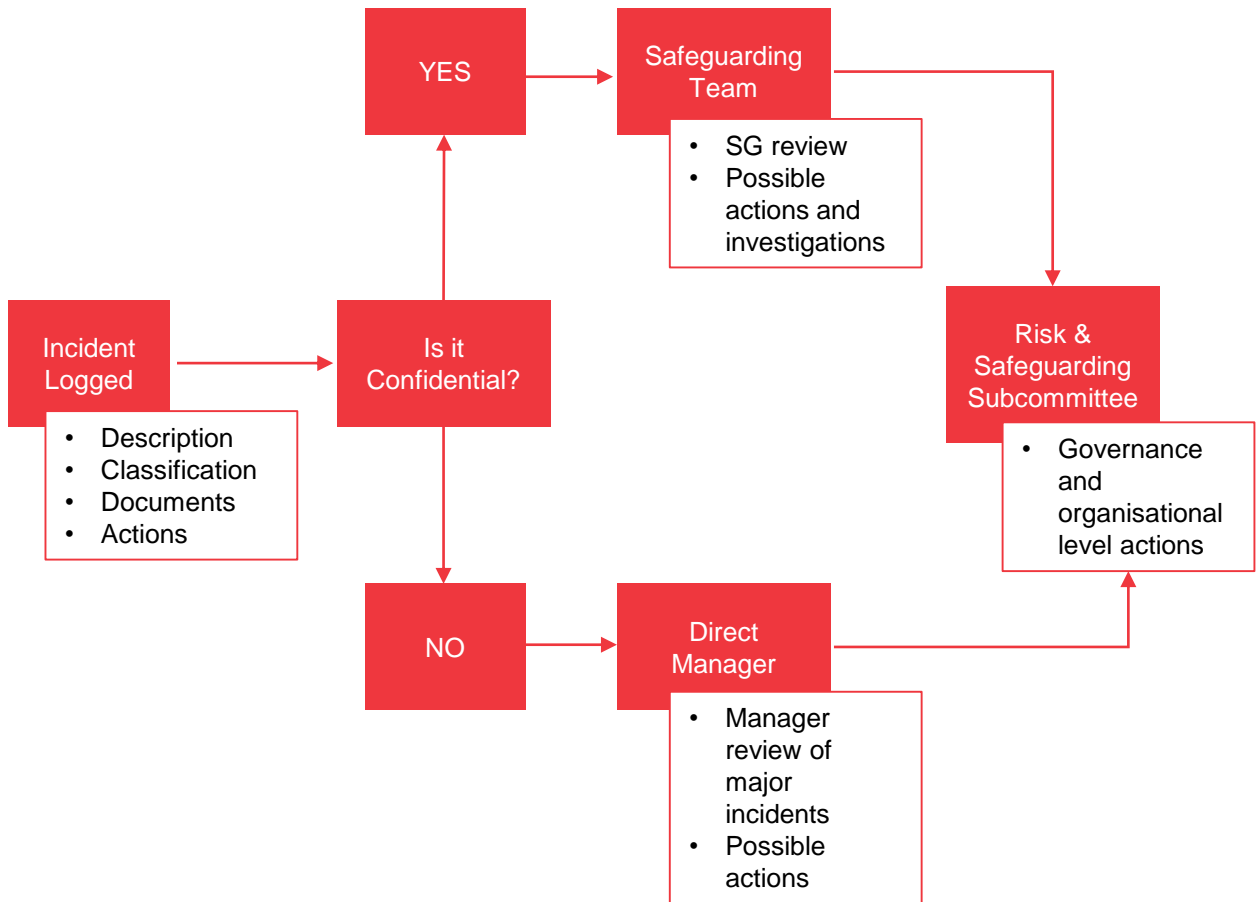 YES
Safeguarding
Team
• SG review
• Possible
actions and
investigations
Incident
Logged
• Description
• Classification
• Documents
• Actions
Is it
Confidential?
Risk &
Safeguarding
Subcommittee
• Governance
and
organisational
level actions
NO
Direct
Manager
• Manager
review of
major
incidents
• Possible
actions